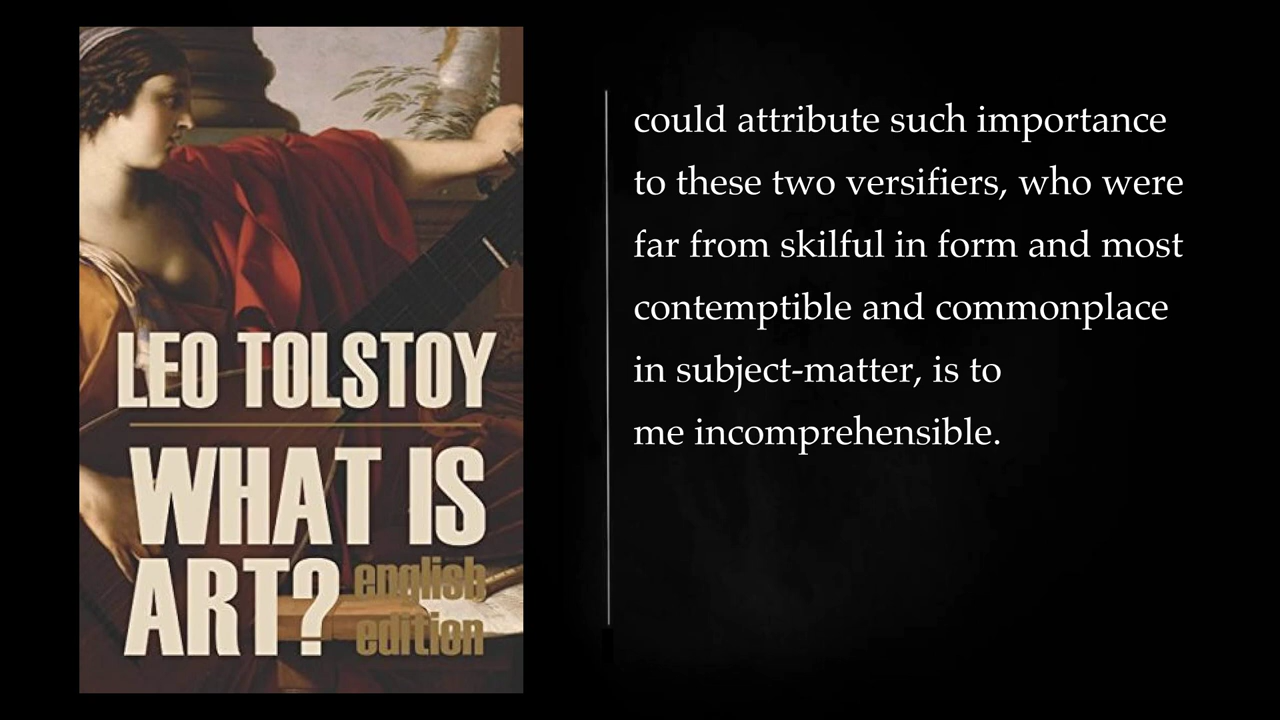 LEO TOLSTOY
WHAT IS
ART? english
edition
could attribute such importance
to these two versifiers, who were
far from skilful in form and most
contemptible and commonplace
in subject-matter, is to
me incomprehensible.